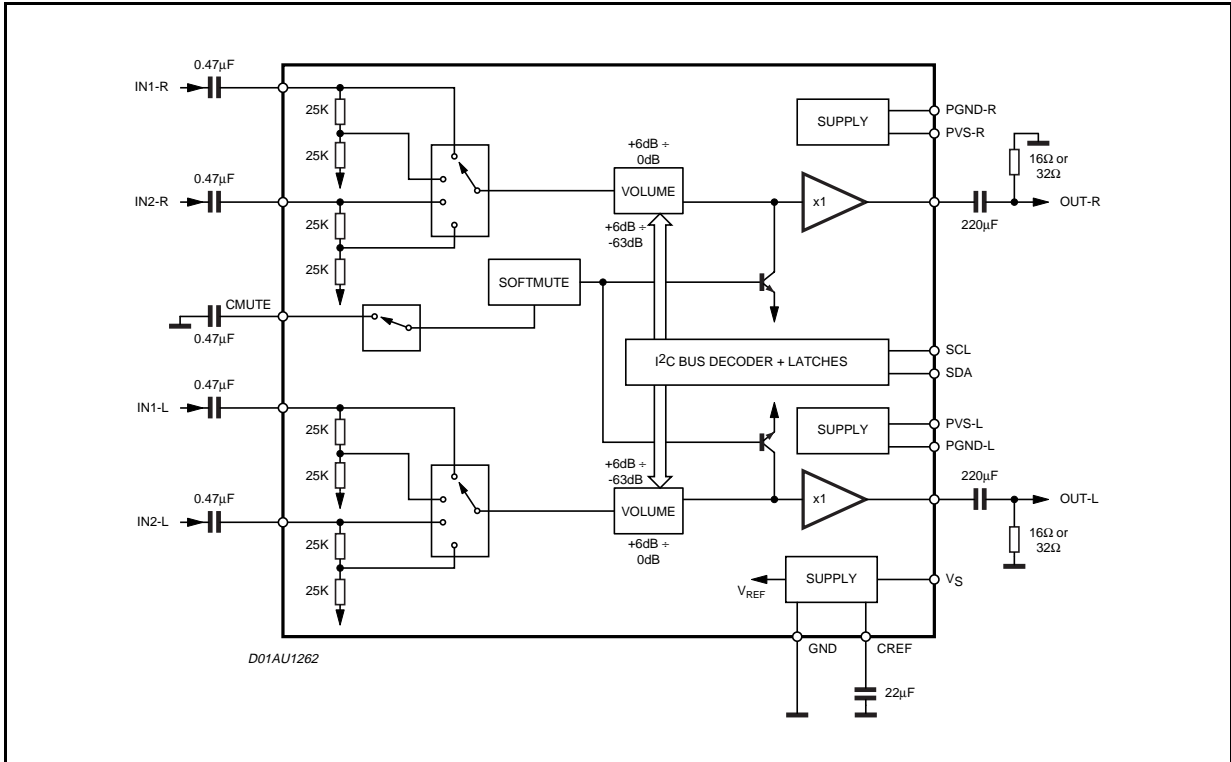 0.47µF
IN1-R
25K
25K
0.47µF
IN2-R
25K
25K
CMUTE
0.47µF
SOFTMUTE
+6dB ÷
0dB
VOLUME
+6dB ÷
-63dB
x1
SUPPLY
PGND-R
PVS-R
16Ω or
32Ω
OUT-R
220µF
I²C BUS DECODER + LATCHES
SCL
SDA
0.47µF
IN1-L
25K
25K
0.47µF
IN2-L
25K
25K
+6dB ÷
-63dB
VOLUME
+6dB ÷
0dB
x1
SUPPLY
PVS-L
PGND-L
220µF
OUT-L
16Ω or
32Ω
VREF
SUPPLY
VS
GND
CREF
22µF
D01AU1262